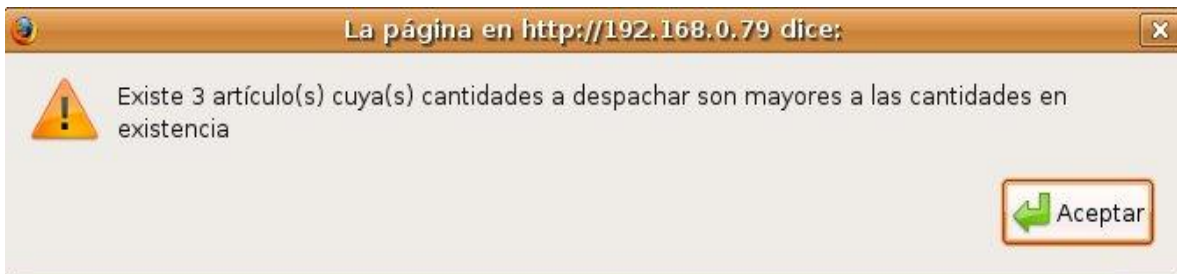 La página en http://192.168.0.79 dice:
Existe 3 artículo(s) cuya(s) cantidades a despachar son mayores a las cantidades en
existencia
Aceptar